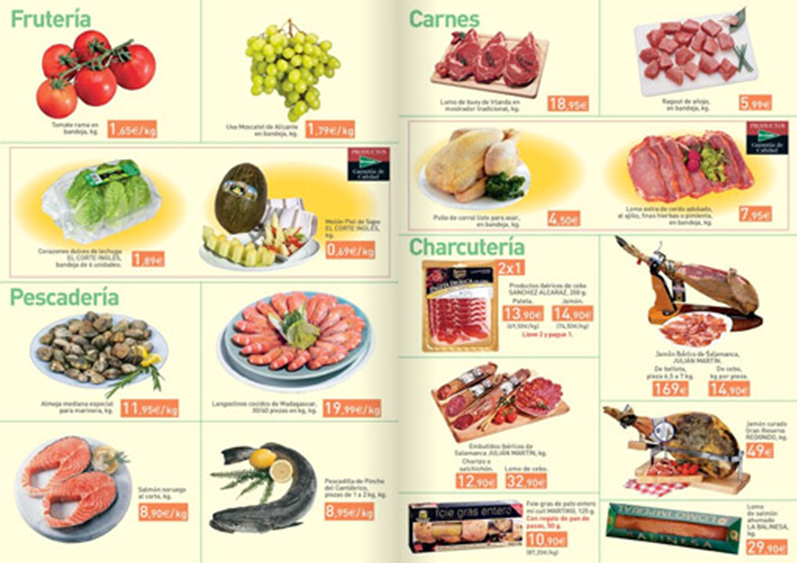 Frutería
Tomate rama en
bandeja, kg.
1,65€/kg
Uva Moscatel de Alicante
en bandeja, kg.
1,79€/kg
Corazones dulces de lechuga
EL CORTE INGLÉS,
bandeja de 6 unidades.
1,89€
PRODUCTOS
Garantía de
Calidad
Melón Piel de Sapo
EL CORTE INGLÉS,
kg.
0,69€/kg
Pescadería
Almeja mediana especial
para marinera, kg.
11,95€/kg
Langostinos cocidos de Madagascar,
30/40 piezas en kg, kg.
19,99€/kg
Salmón noruego
al corte, kg.
8,90€/kg
Pescadilla de Pincho
del Cantábrico,
piezas de 1 a 2 kg, kg.
8,95€/kg
Carnes
Lomo de buey de Irlanda en
mostrador tradicional, kg.
18,95€
Ragout de añojo,
en bandeja, kg.
5,99€
Pollo de corral listo para asar,
en bandeja, kg.
4,50€
PRODUCTOS
Garantía de
Calidad
Lomo extra de cerdo adobado,
al ajillo, finas hierbas o pimienta,
en bandeja, kg.
7,95€
Charcutería
2x1
Productos ibéricos de cebo
SANCHEZ ALCARAZ, 200 g.
Paleta.
Jamón.
13,90€
14,90€
(69,50€/kg)
(74,50€/kg)
Lleve 2 y pague 1.
Jamón Ibérico de Salamanca,
JULIÁN MARTÍN.
De bellota,
pieza 6,5 a 7 kg.
De cebo,
kg por pieza.
169€
14,90€
Embutidos Ibéricos de
Salamanca JULIÁN MARTÍN, kg.
Chorizo o
salchichón.
Lomo de cebo.
12,90€
32,90€
Jamón curado
Gran Reserva
REDONDO, kg.
49€
foie gras entero
Foie gras de pato entero
mi cuit MARTIKO, 125 g.
Con regalo de pan de
pasas, 50 g.
10,90€
(87,20€/kg)
LOMO IMPERIAL
BALINESA
Lomo
de salmón
ahumado
LA BALINESA,
kg.
29,90€